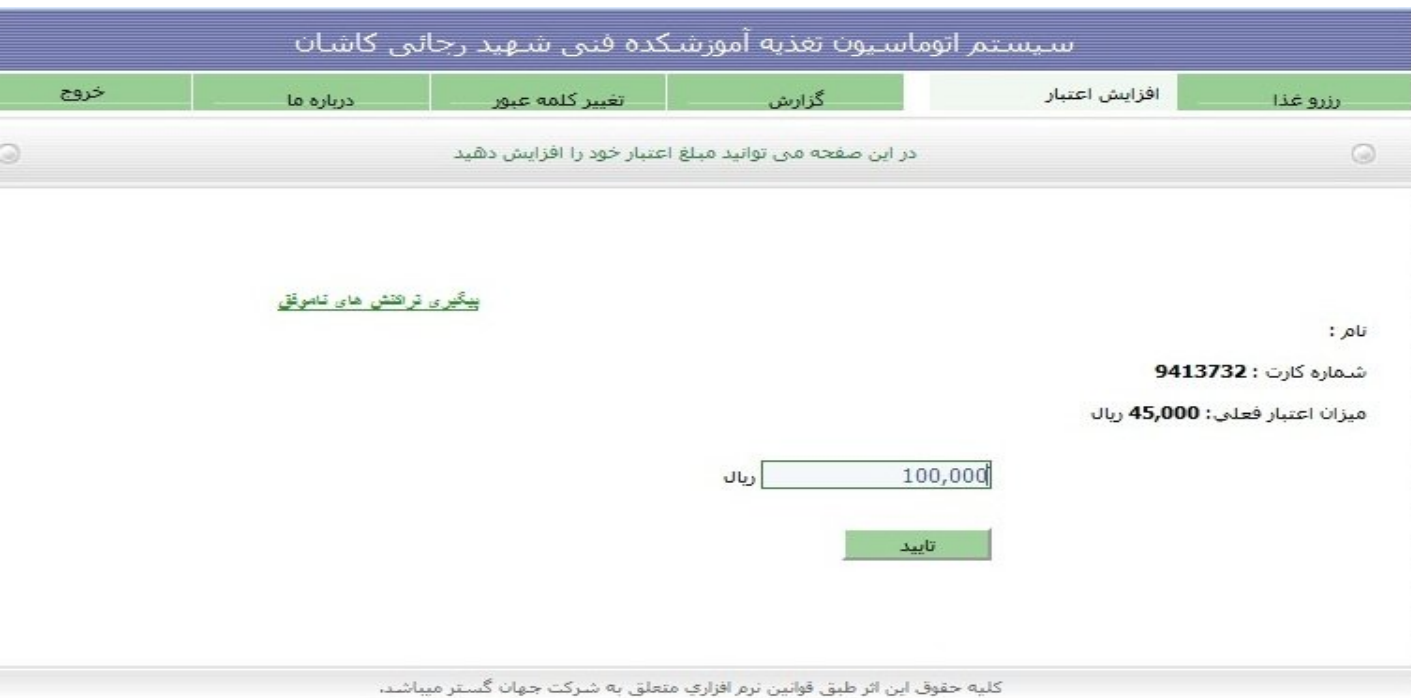 سیستم اتوماسیون تغذیه آموزشکده فنی شهید رجائی کاشان
رزرو غذا افزایش اعتبار گزارش تغییر کلمه عبور درباره ما خروج
در این صفحه می توانید مبلغ اعتبار خود را افزایش دهید
پیگیری تراکنش های ناموفق
نام :
شماره کارت : 9413732
میزان اعتبار فعلی: 45,000 ریال
100,000 ریال
تایید
کلیه حقوق این اثر طبق قوانین نرم افزاري متعلق به شرکت جهان گستر میباشد.